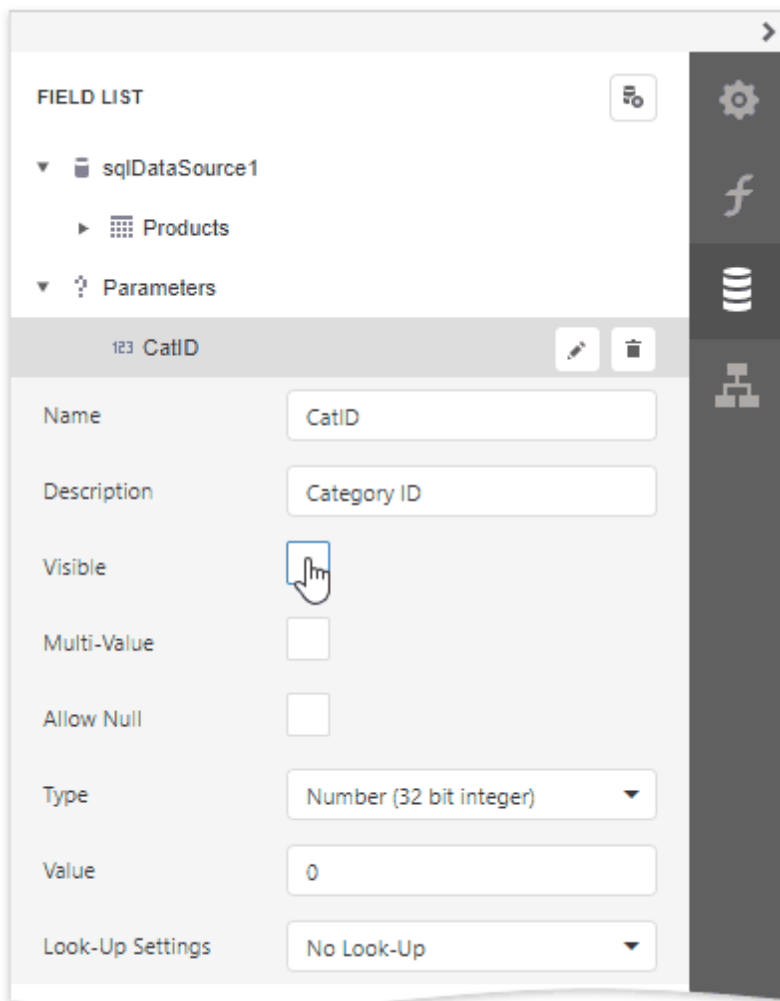 FIELD LIST
sqlDataSource1
Products
Parameters
123 CatID
Name CatID
Description Category ID
Visible
Multi-Value
Allow Null
Type Number (32 bit integer)
Value 0
Look-Up Settings No Look-Up